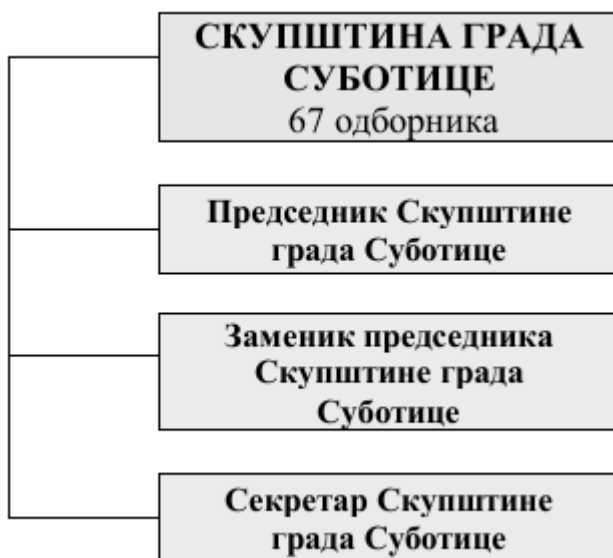 СКУПШТИНА ГРАДА
СУБОТИЦЕ
67 одборника
Председник Скупштине
града Суботице
Заменик председника
Скупштине града
Суботице
Секретар Скупштине
града Суботице